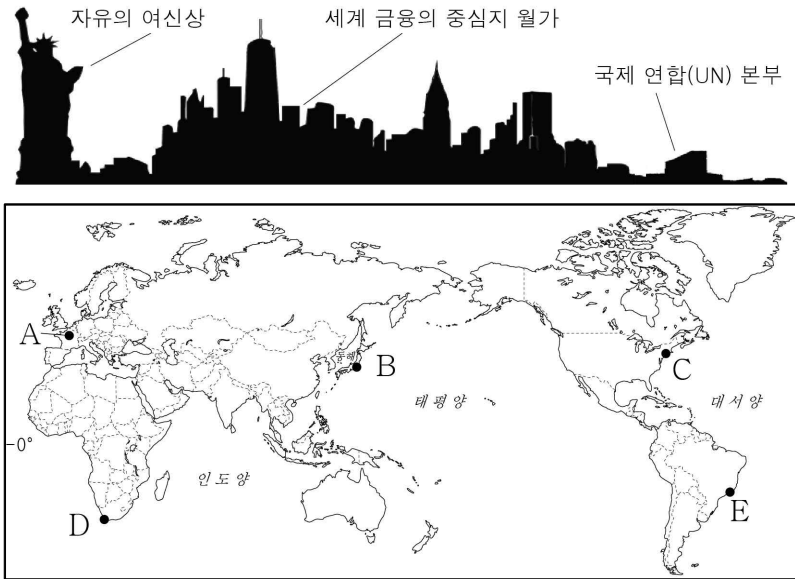 자유의 여신상
세계 금융의 중심지 월가
국제 연합(UN) 본부
A
B
동해
C
태평양
대서양
0°
인도양
D
E